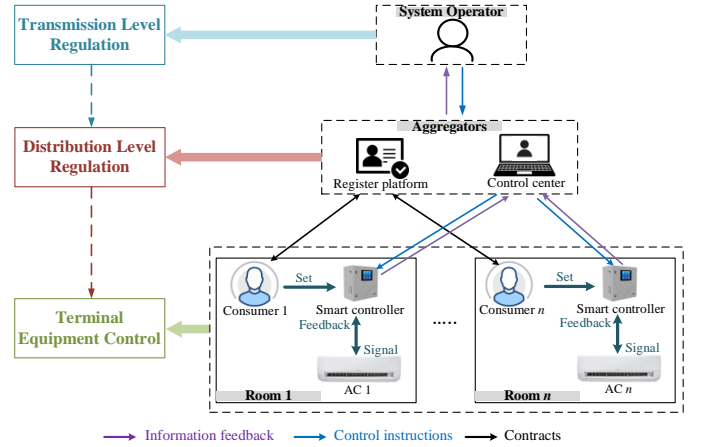 System Operator
Transmission Level
Regulation
Aggregators
Distribution Level
Regulation
Register platform
Control center
Set
Set
Consumer 1
Smart controller
Consumer n
Smart controller
Feedback
Feedback
.....
Terminal
Equipment Control
Signal
Signal
Room 1
AC 1
Room n
AC n
Information feedback
Control instructions
Contracts